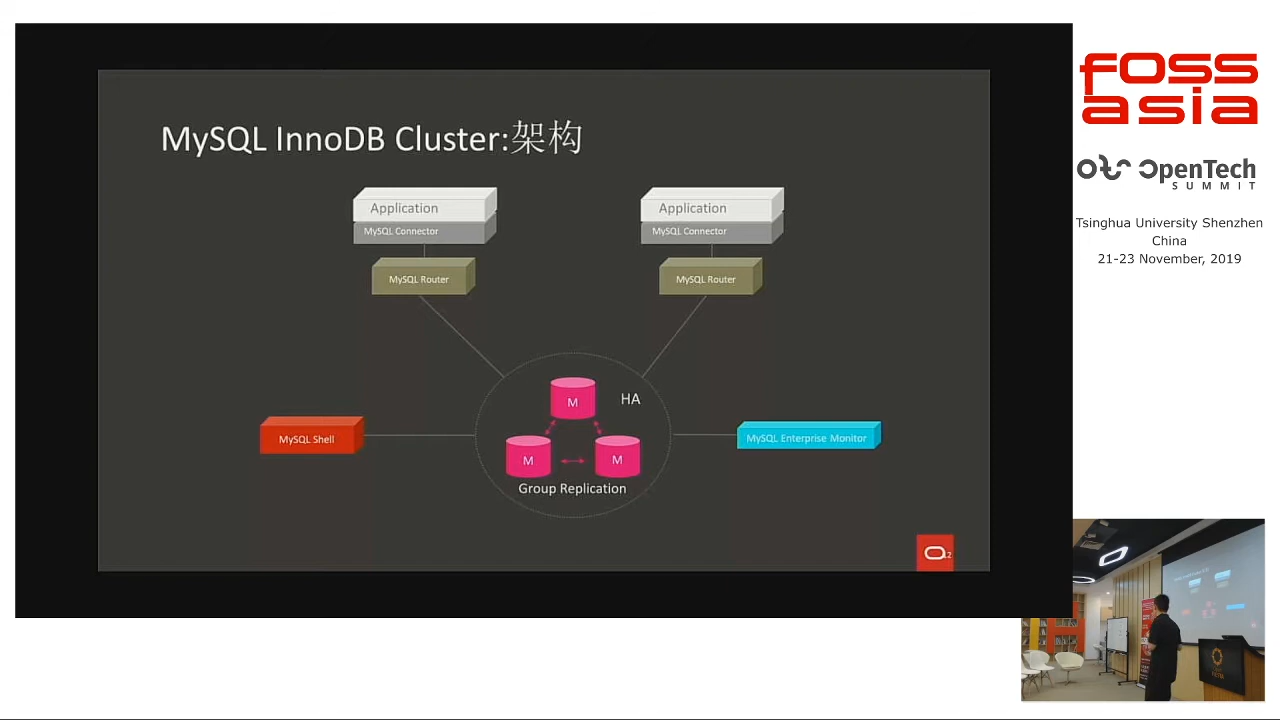 MySQL InnoDB Cluster:架构
Application
MySQL Connector
MySQL Router
Application
MySQL Connector
MySQL Router
M
HA
M
M
Group Replication
MySQL Shell
MySQL Enterprise Monitor
12
FOSS
asia
OpenTech
SUMMIT
Tsinghua University Shenzhen
China
21-23 November, 2019